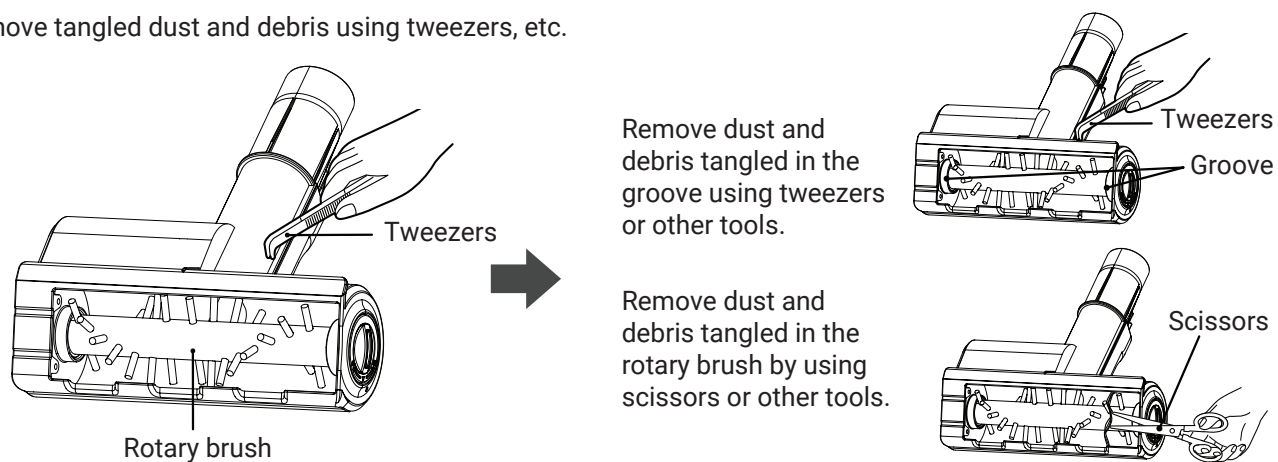 move tangled dust and debris using tweezers, etc.
Tweezers
Rotary brush
Remove dust and
debris tangled in the
groove using tweezers
or other tools.
Tweezers
Groove
Remove dust and
debris tangled in the
rotary brush by using
scissors or other tools.
Scissors